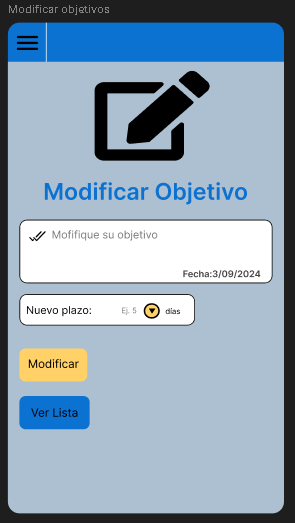 Modificar objetivos
Modificar Objetivo
Mofifique su objetivo
Fecha:3/09/2024
Nuevo plazo: Ej. 5 días
Modificar
Ver Lista